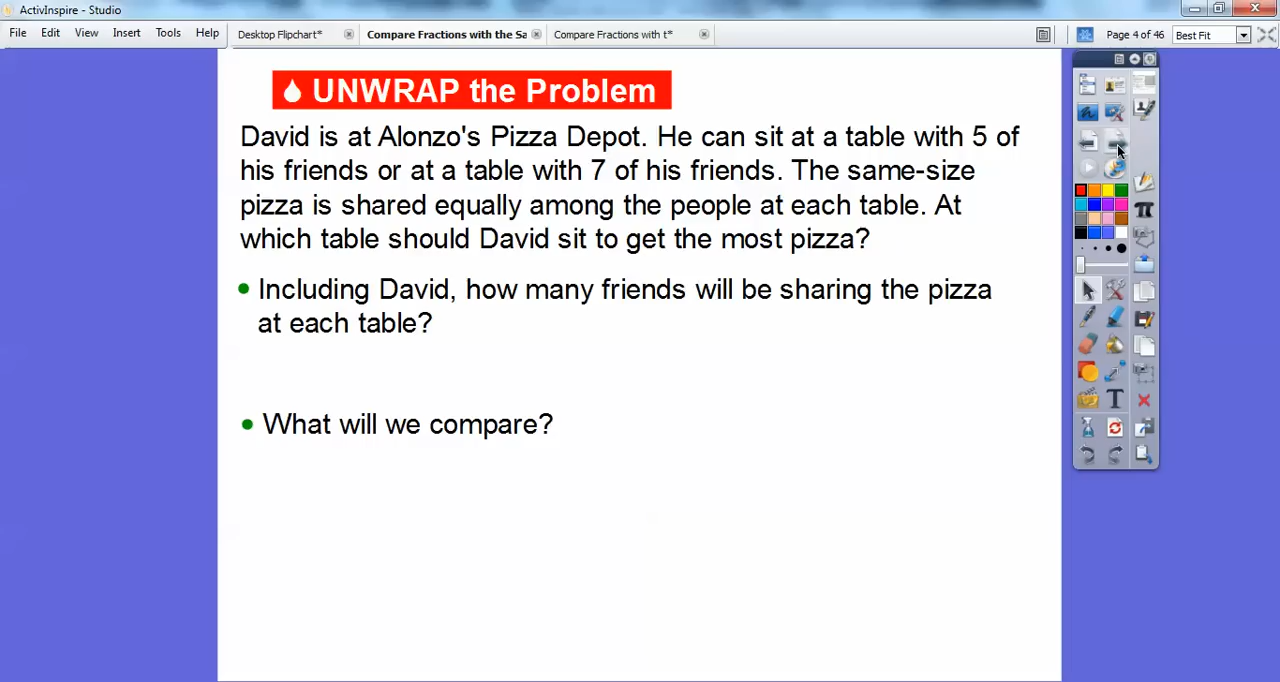 ActivInspire - Studio
File Edit View Insert Tools Help
Desktop Flipchart* Compare Fractions with the Sa Compare Fractions with t*
Page 4 of 46 Best Fit
UNWRAP the Problem
David is at Alonzo's Pizza Depot. He can sit at a table with 5 of
his friends or at a table with 7 of his friends. The same-size
pizza is shared equally among the people at each table. At
which table should David sit to get the most pizza?
• Including David, how many friends will be sharing the pizza
at each table?
• What will we compare?